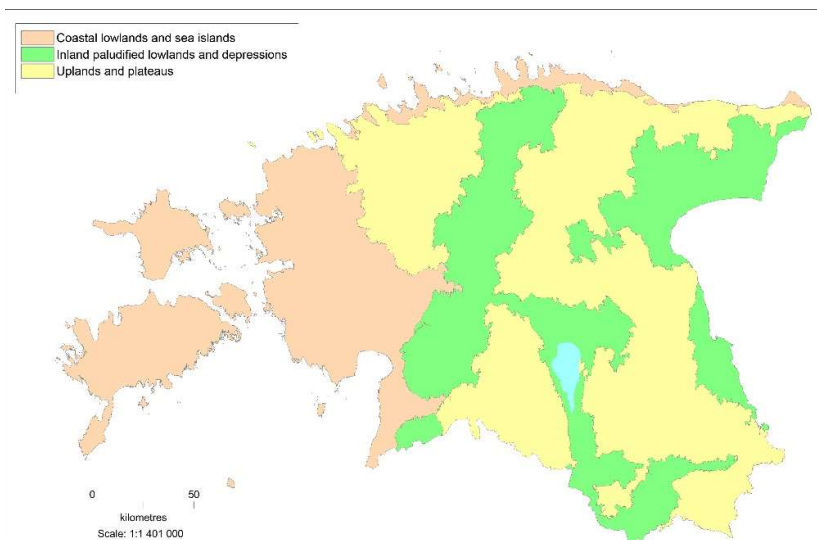 Coastal lowlands and sea islands
Inland paludified lowlands and depressions
Uplands and plateaus
0 50
kilometres
Scale: 1:1 401 000